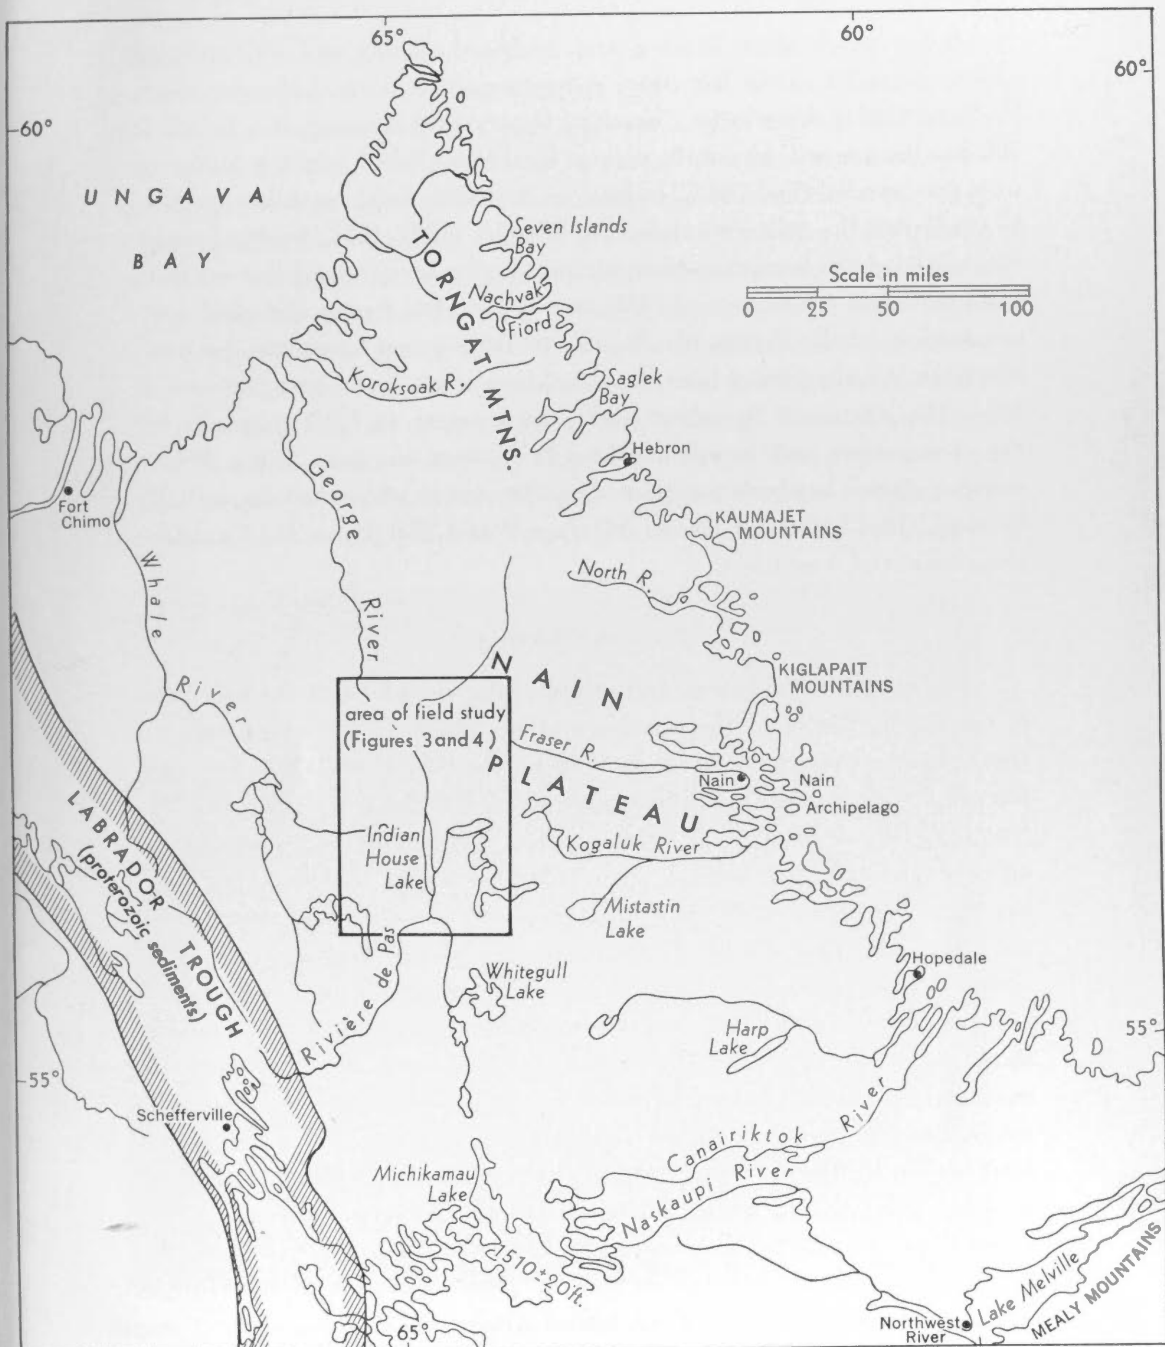 65°
60°
60°
60°
UNGAVA
BAY
TORNGAT MTNS.
Seven Islands
Bay
Nachvak
Fiord
Scale in miles
0 25 50 100
Koroksoak R.
Saglek
Bay
Hebron
Fort
Chimo
George River
Whale River
KAUMAJET
MOUNTAINS
North R.
KIGLAPAIT
MOUNTAINS
NAIN
PLATEAU
area of field study
(Figures 3 and 4)
Fraser R.
Nain
Nain
Archipelago
Indian
House
Lake
Kogaluk River
Mistastin
Lake
LABRADOR TROUGH
(proterozoic sediments)
Rivière de Pas
Whitegull
Lake
Hopedale
Harp
Lake
55°
55°
Schefferville
Canairiktok River
Naskaupi River
Michikamau
Lake
1510±20ft.
Lake Melville
MEALY MOUNTAINS
Northwest
River
65°